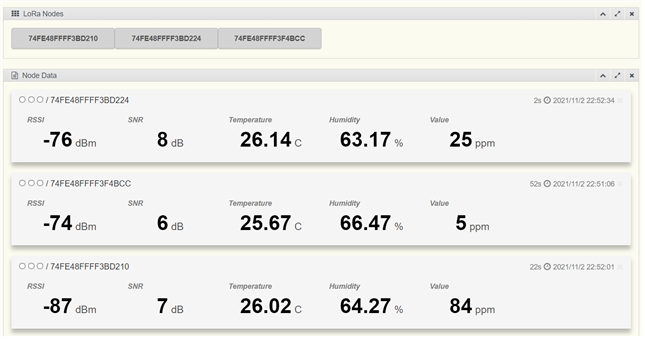 LoRa Nodes
74FE48FFFF3BD210 74FE48FFFF3BD224 74FE48FFFF3F4BCC
Node Data
/ 74FE48FFFF3BD224 2s 2021/11/2 22:52:34
RSSI SNR Temperature Humidity Value
-76 dBm 8 dB 26.14 C 63.17 % 25 ppm
/ 74FE48FFFF3F4BCC 52s 2021/11/2 22:51:06
RSSI SNR Temperature Humidity Value
-74 dBm 6 dB 25.67 C 66.47 % 5 ppm
/ 74FE48FFFF3BD210 22s 2021/11/2 22:52:01
RSSI SNR Temperature Humidity Value
-87 dBm 7 dB 26.02 C 64.27 % 84 ppm